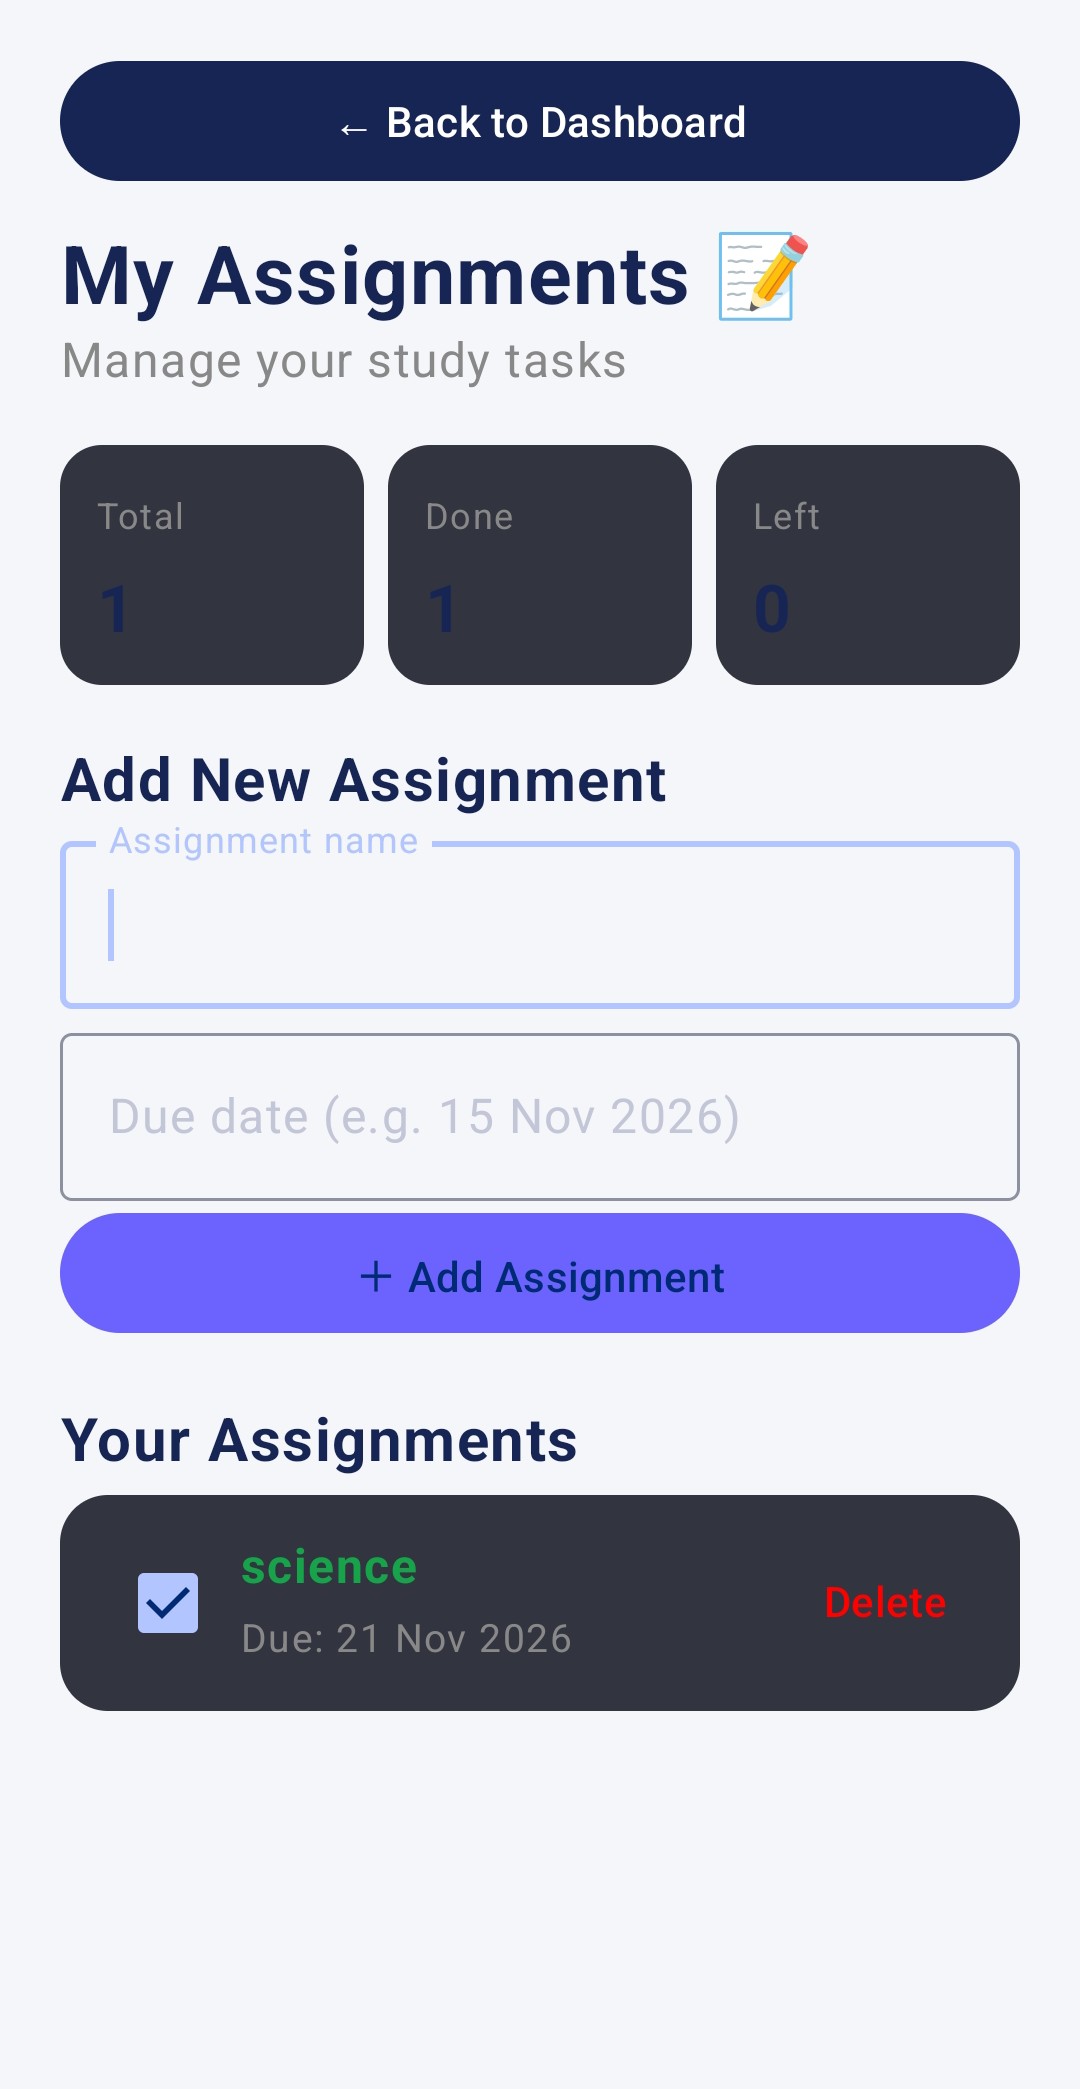 ← Back to Dashboard
My Assignments 📝
Manage your study tasks
Total
Done
Left
1
1
0
Add New Assignment
Assignment name
Due date (e.g. 15 Nov 2026)
+ Add Assignment
Your Assignments
science
Due: 21 Nov 2026
Delete